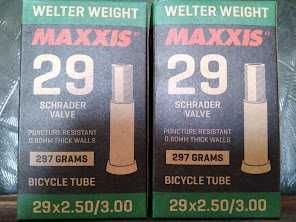 WELTER WEIGHT
MAXXIS
29
SCHRADER
VALVE
PUNCTURE RESISTANT
0.80MM THICK WALLS
297 GRAMS
BICYCLE TUBE
29x2.50/3.00
WELTER WEIGHT
MAXXIS
29
SCHRADER
VALVE
PUNCTURE RESISTANT
0.80MM THICK WALLS
297 GRAMS
BICYCLE TUBE
29x2.50/3.00